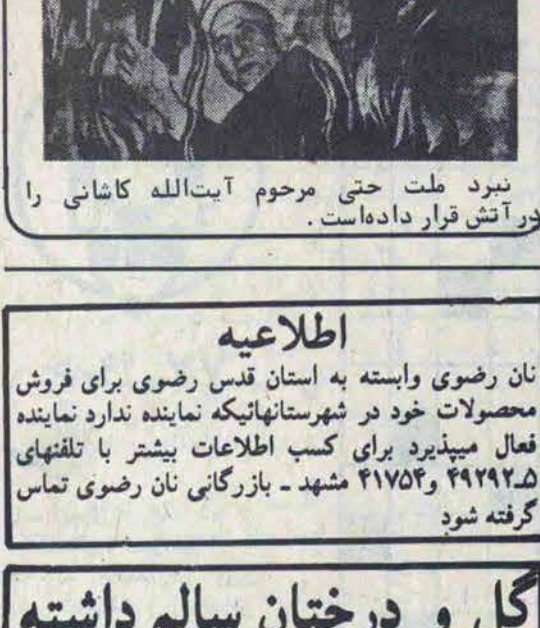 نبرد ملت حتی مرحوم آیت‌الله کاشانی را
در آتش قرار داده‌است .
اطلاعیه
نان رضوی وابسته به استان قدس رضوی برای فروش
محصولات خود در شهرستانهائیکه نماینده ندارد نماینده
فعال میپذیرد برای کسب اطلاعات بیشتر با تلفنهای
۵ـ۴۹۲۹۲ و۴۱۷۵۴ مشهد ـ بازرگانی نان رضوی تماس
گرفته شود
گل و درختان سالم داشته